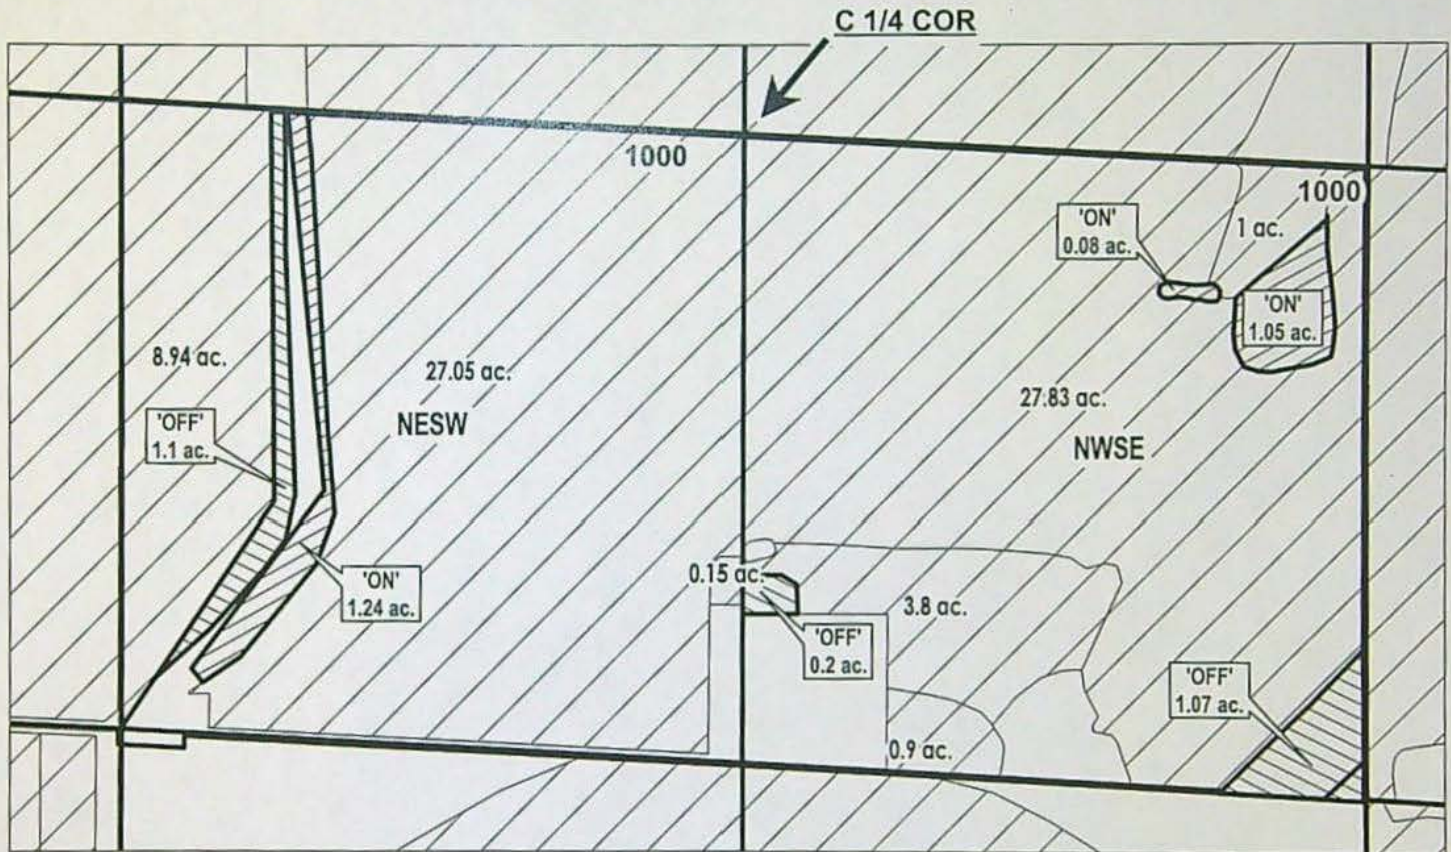 C 1/4 COR
1000
1000
'ON'
0.08 ac.
1 ac.
'ON'
1.05 ac.
8.94 ac.
27.05 ac.
27.83 ac.
'OFF'
1.1 ac.
NESW
NWSE
'ON'
1.24 ac.
0.15 ac.
3.8 ac.
'OFF'
0.2 ac.
'OFF'
1.07 ac.
0.9 ac.